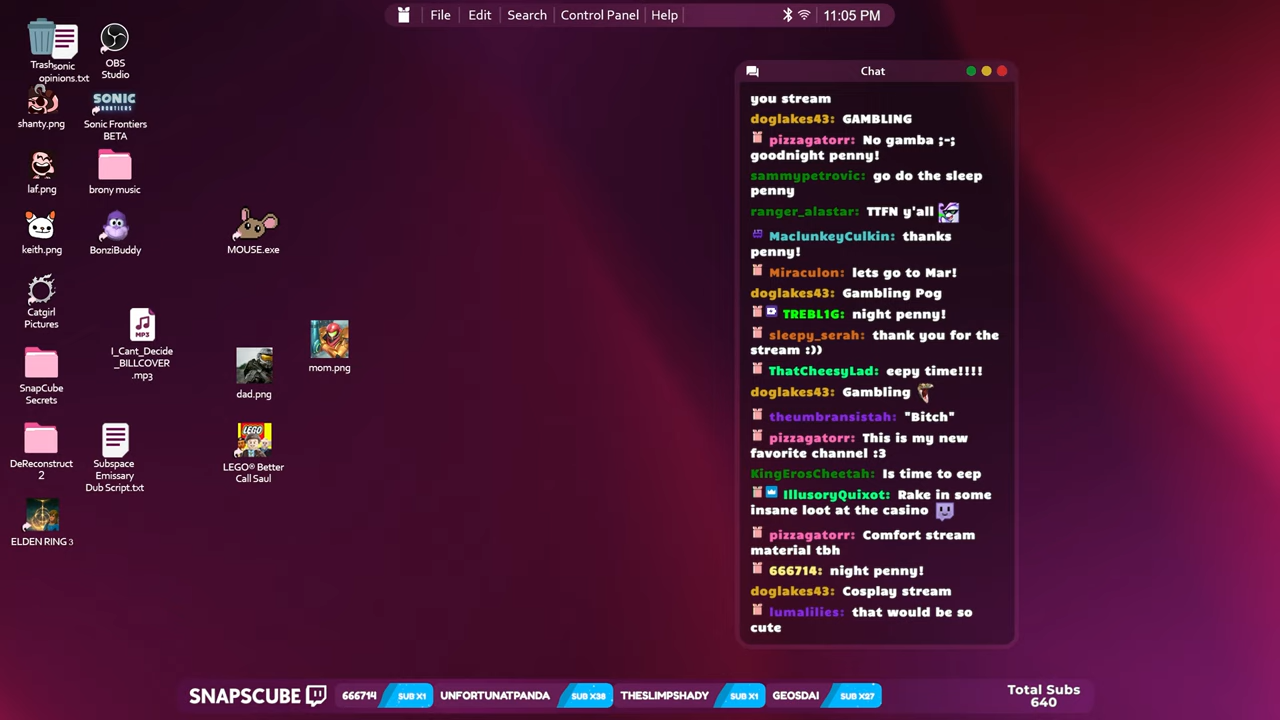 File Edit Search Control Panel Help 11:05 PM
Trash
sonic opinions.txt
OBS
Studio
shanty.png
SONIC
FRONTIERS
Sonic Frontiers
BETA
laf.png
brony music
keith.png
BonziBuddy
MOUSE.exe
Catgirl
Pictures
MP3
I_Cant_Decide
_BILLCOVER
.mp3
dad.png
mom.png
SnapCube
Secrets
DeReconstruct
2
Subspace
Emissary
Dub Script.txt
LEGO
LEGO® Better
Call Saul
ELDEN RING 3
Chat
you stream
doglakes43: GAMBLING
pizzagatorr: No gamba ;-;
goodnight penny!
sammypetrovic: go do the sleep
penny
ranger_alastar: TTFN y'all
MaclunkeyCulkin: thanks
penny!
Miraculon: lets go to Mar!
doglakes43: Gambling Pog
TREBL1G: night penny!
sleepy_serah: thank you for the
stream :))
ThatCheesyLad: eepy time!!!!
doglakes43: Gambling
theumbransistah: "Bitch"
pizzagatorr: This is my new
favorite channel :3
KingErosCheetah: Is time to eep
IllusoryQuixot: Rake in some
insane loot at the casino
pizzagatorr: Comfort stream
material tbh
666714: night penny!
doglakes43: Cosplay stream
lumalilies: that would be so
cute
SNAPSCUBE 666714 SUB X1 UNFORTUNATPANDA SUB X38 THESLIMPSHADY SUB X1 GEOSDAI SUB X27
Total Subs
640